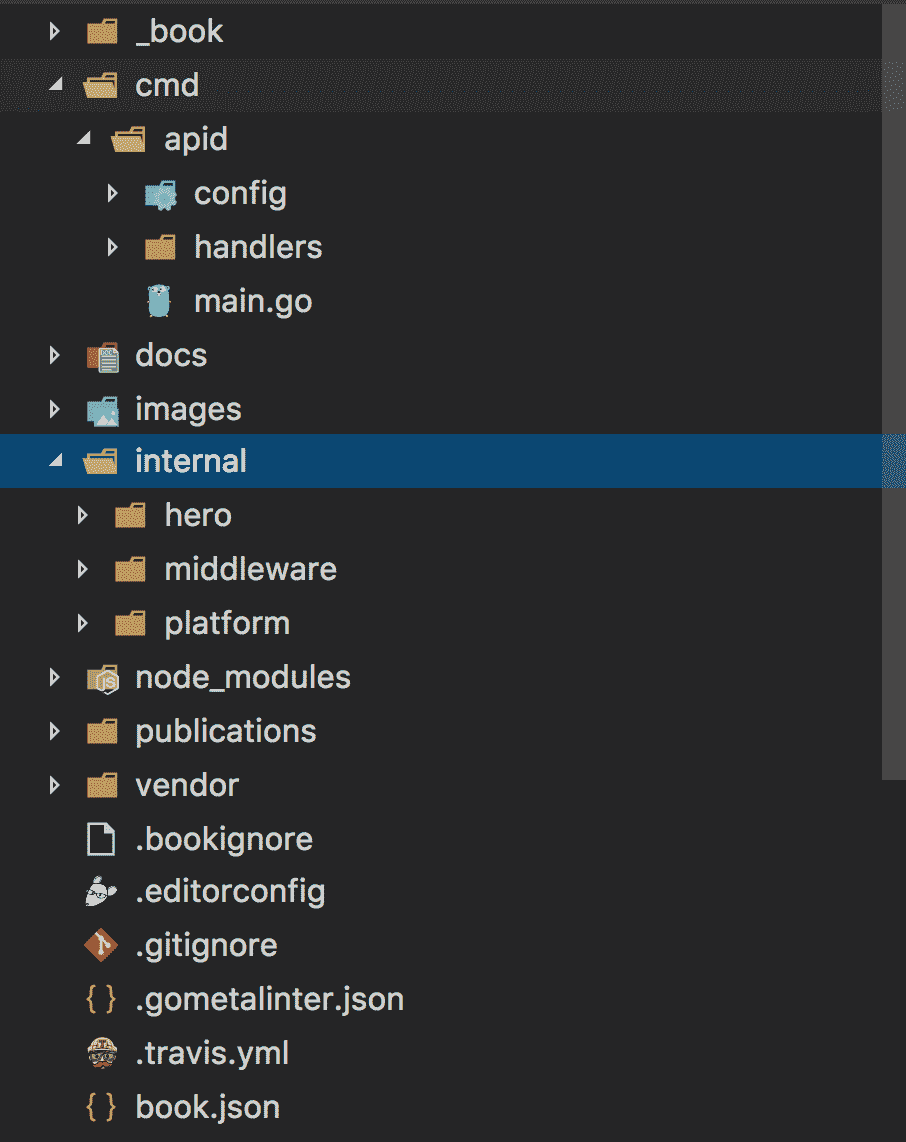 _book
cmd
apid
config
handlers
main.go
docs
images
internal
hero
middleware
platform
node_modules
publications
vendor
.bookignore
.editorconfig
.gitignore
.gometalinter.json
.travis.yml
book.json